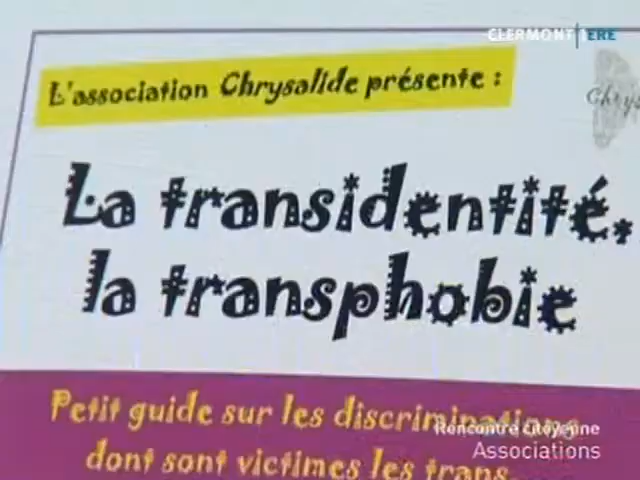 CLERMONT 1ERE
L'association Chrysalide présente :
Chrys
La transidentité,
la transphobie
Petit guide sur les discriminations
dont sont victimes les trans...
Rencontre citoyenne
Associations